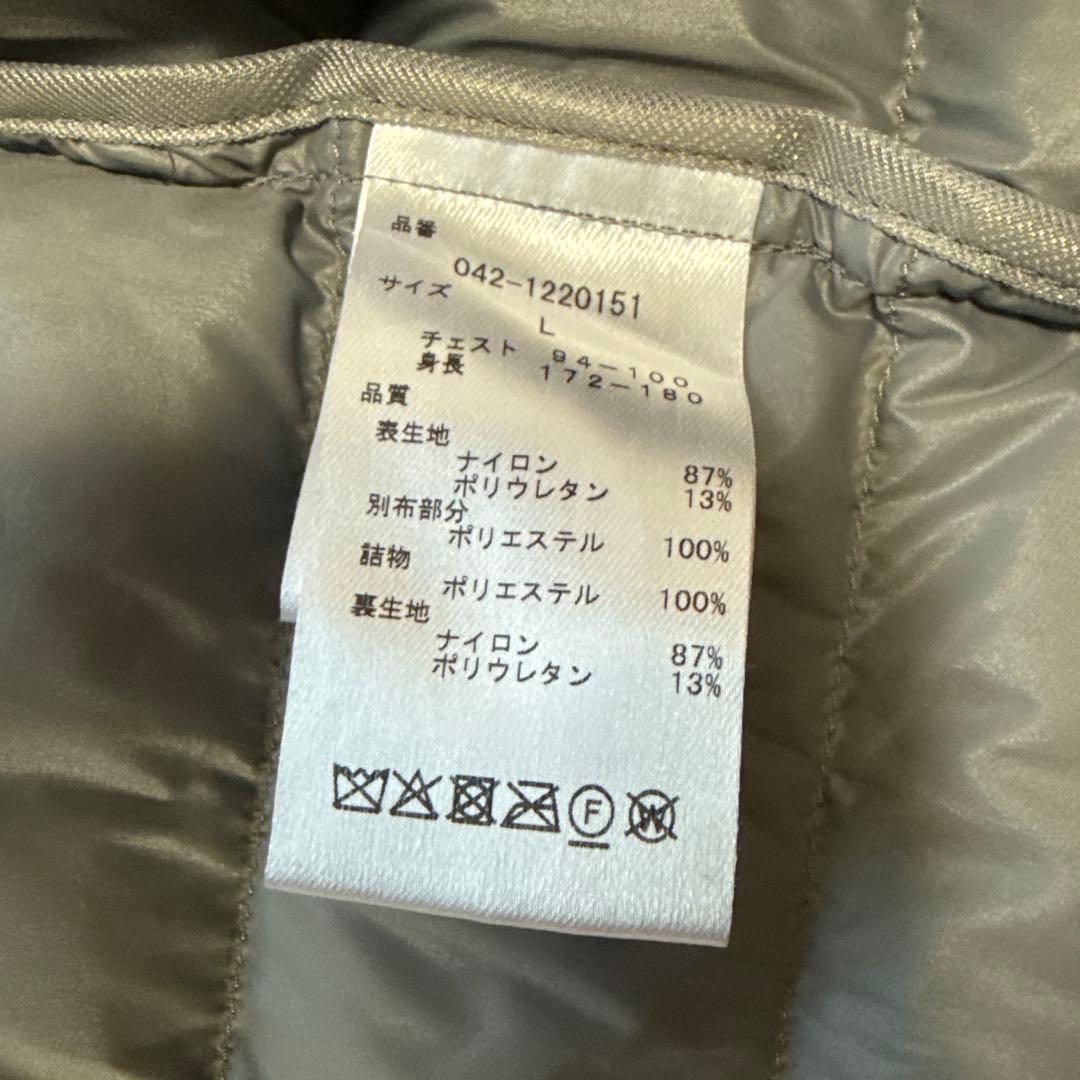 品番
042-1220151
サイズ
L
チェスト 94－100
身長 172－180
品質
表生地
ナイロン 87%
ポリウレタン 13%
別布部分
ポリエステル 100%
詰物
ポリエステル 100%
裏生地
ナイロン 87%
ポリウレタン 13%
F W